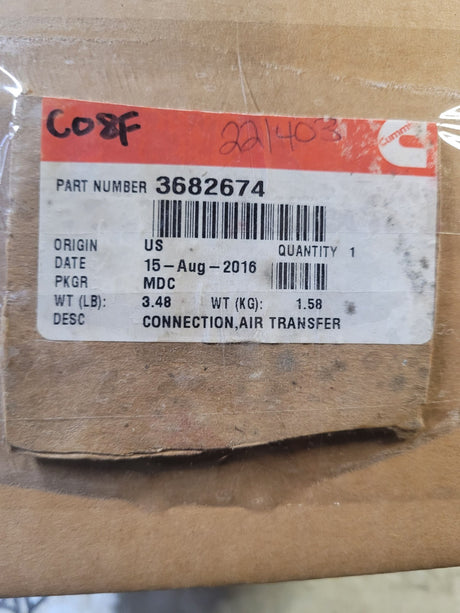 C08F
221403
Cummins
PART NUMBER 3682674
ORIGIN US QUANTITY 1
DATE 15-Aug-2016
PKGR MDC
WT (LB): 3.48 WT (KG): 1.58
DESC CONNECTION,AIR TRANSFER